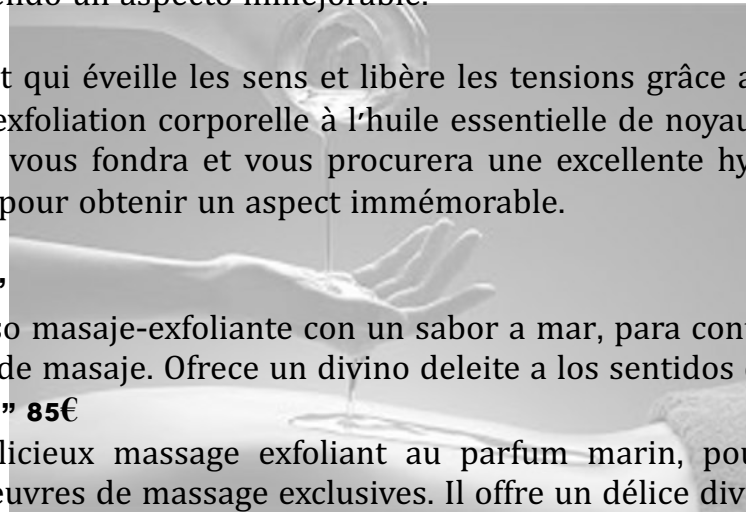 endo un aspecto inmejorable.
t qui éveille les sens et libère les tensions grâce a
exfoliation corporelle à l'huile essentielle de noyau
vous fondra et vous procurera une excellente hy
pour obtenir un aspect immémorable.
”
so masaje-exfoliante con un sabor a mar, para con
de masaje. Ofrece un divino deleite a los sentidos
” 85€
licieux massage exfoliant au parfum marin, pou
euvres de massage exclusives. Il offre un délice div